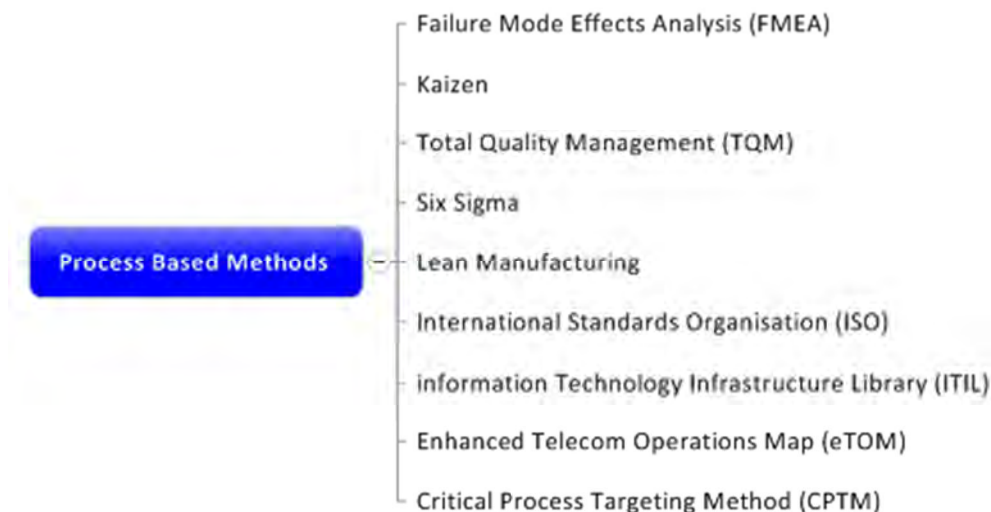 Failure Mode Effects Analysis (FMEA)
Kaizen
Total Quality Management (TQM)
Six Sigma
Process Based Methods
Lean Manufacturing
International Standards Organisation (ISO)
information Technology Infrastructure Library (ITIL)
Enhanced Telecom Operations Map (eTOM)
Critical Process Targeting Method (CPTM)